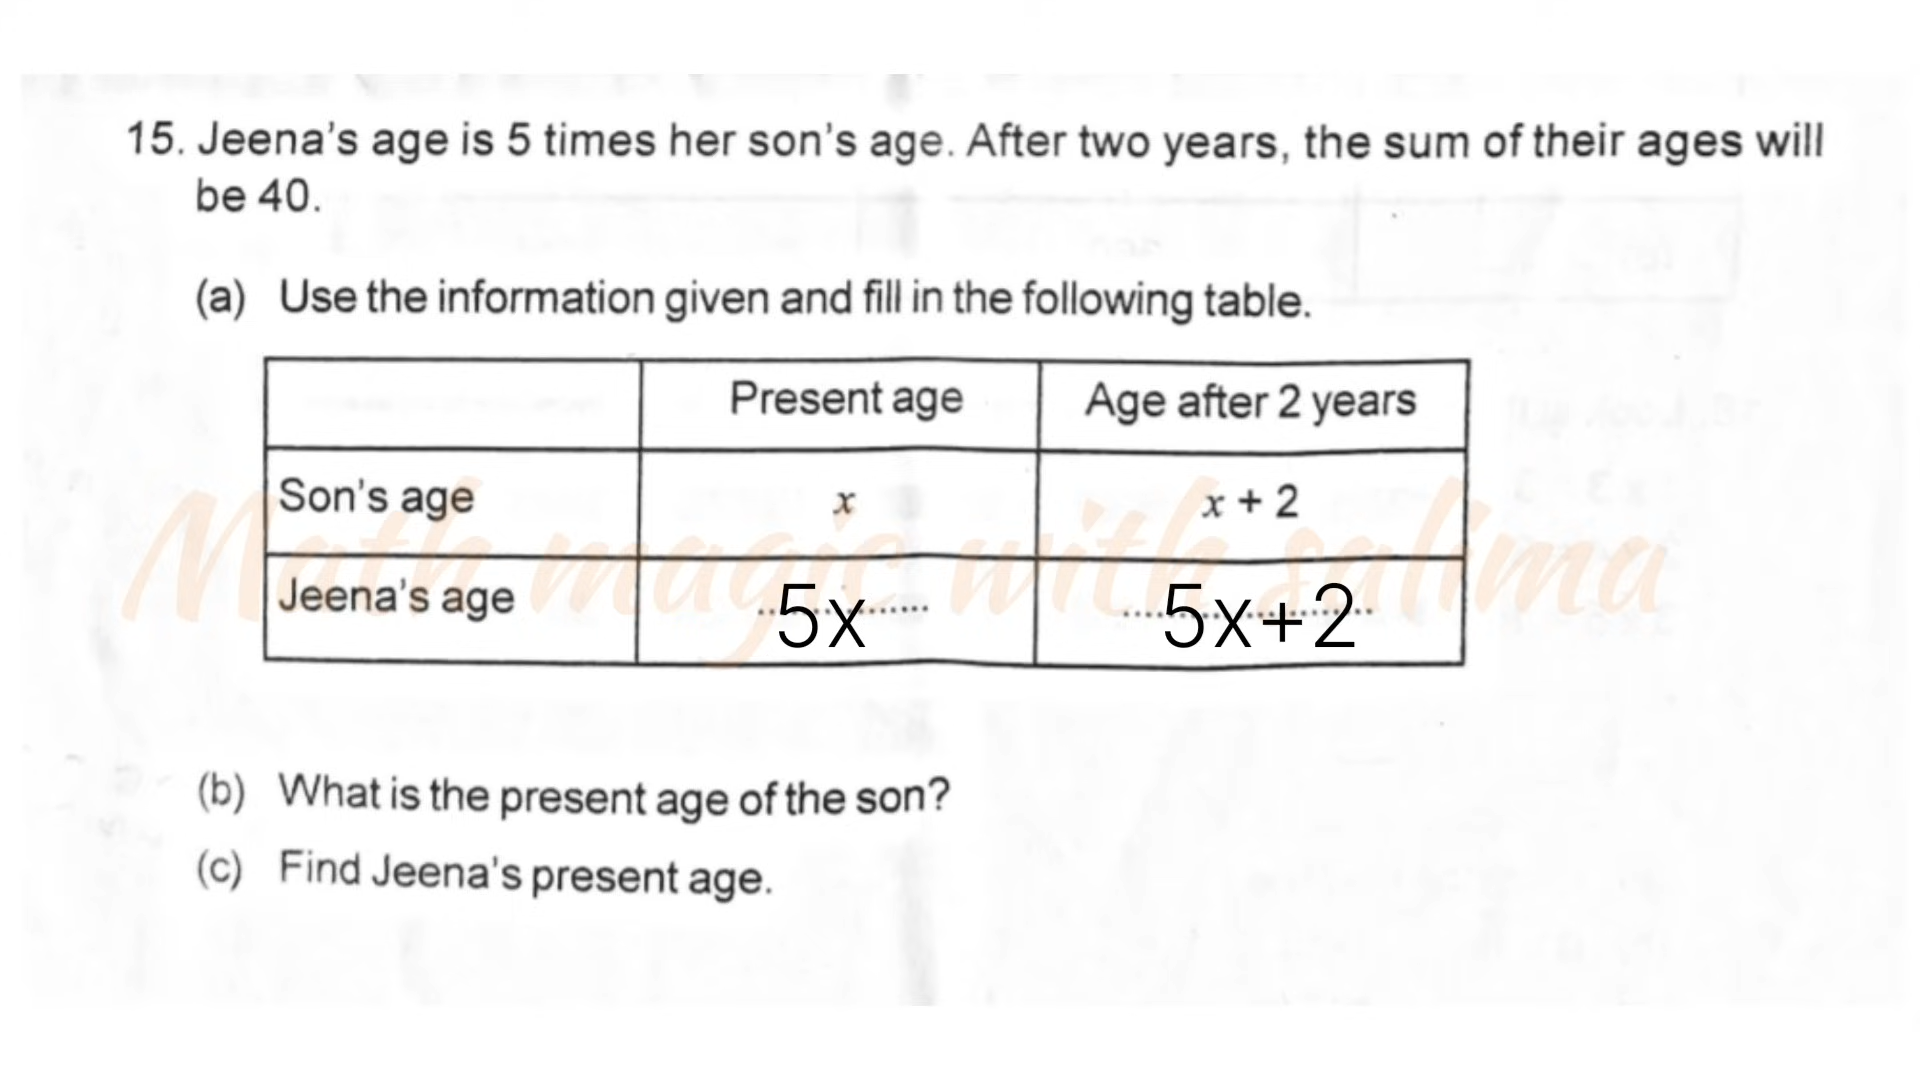 15. Jeena's age is 5 times her son's age. After two years, the sum of their ages will
be 40.
(a) Use the information given and fill in the following table.
Present age Age after 2 years
Son's age x x + 2
Jeena's age 5x 5x+2
Math magic with salima
(b) What is the present age of the son?
(c) Find Jeena's present age.